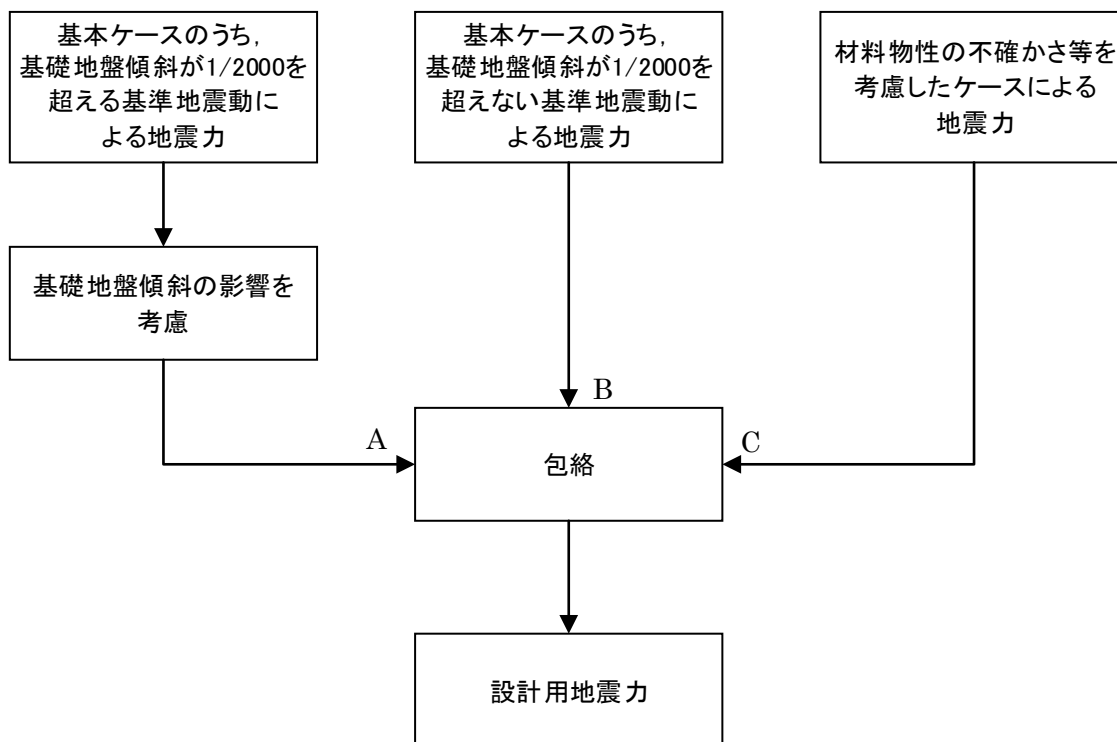 基本ケースのうち,
基礎地盤傾斜が1/2000を
超える基準地震動に
よる地震力
基本ケースのうち,
基礎地盤傾斜が1/2000を
超えない基準地震動に
よる地震力
材料物性の不確かさ等を
考慮したケースによる
地震力
基礎地盤傾斜の影響を
考慮
A
B
C
包絡
設計用地震力